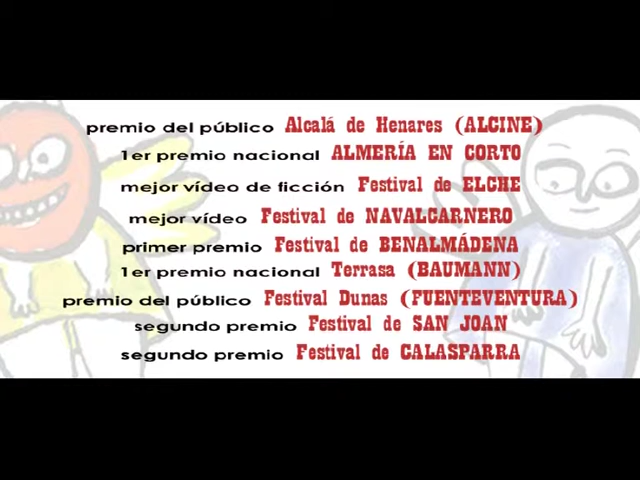 premio del público Alcalá de Henares (ALCINE)
1er premio nacional ALMERÍA EN CORTO
mejor vídeo de ficción Festival de ELCHE
mejor vídeo Festival de NAVALCARNERO
primer premio Festival de BENALMÁDENA
1er premio nacional Terrasa (BAUMANN)
premio del público Festival Dunas (FUENTEVENTURA)
segundo premio Festival de SAN JOAN
segundo premio Festival de CALASPARRA